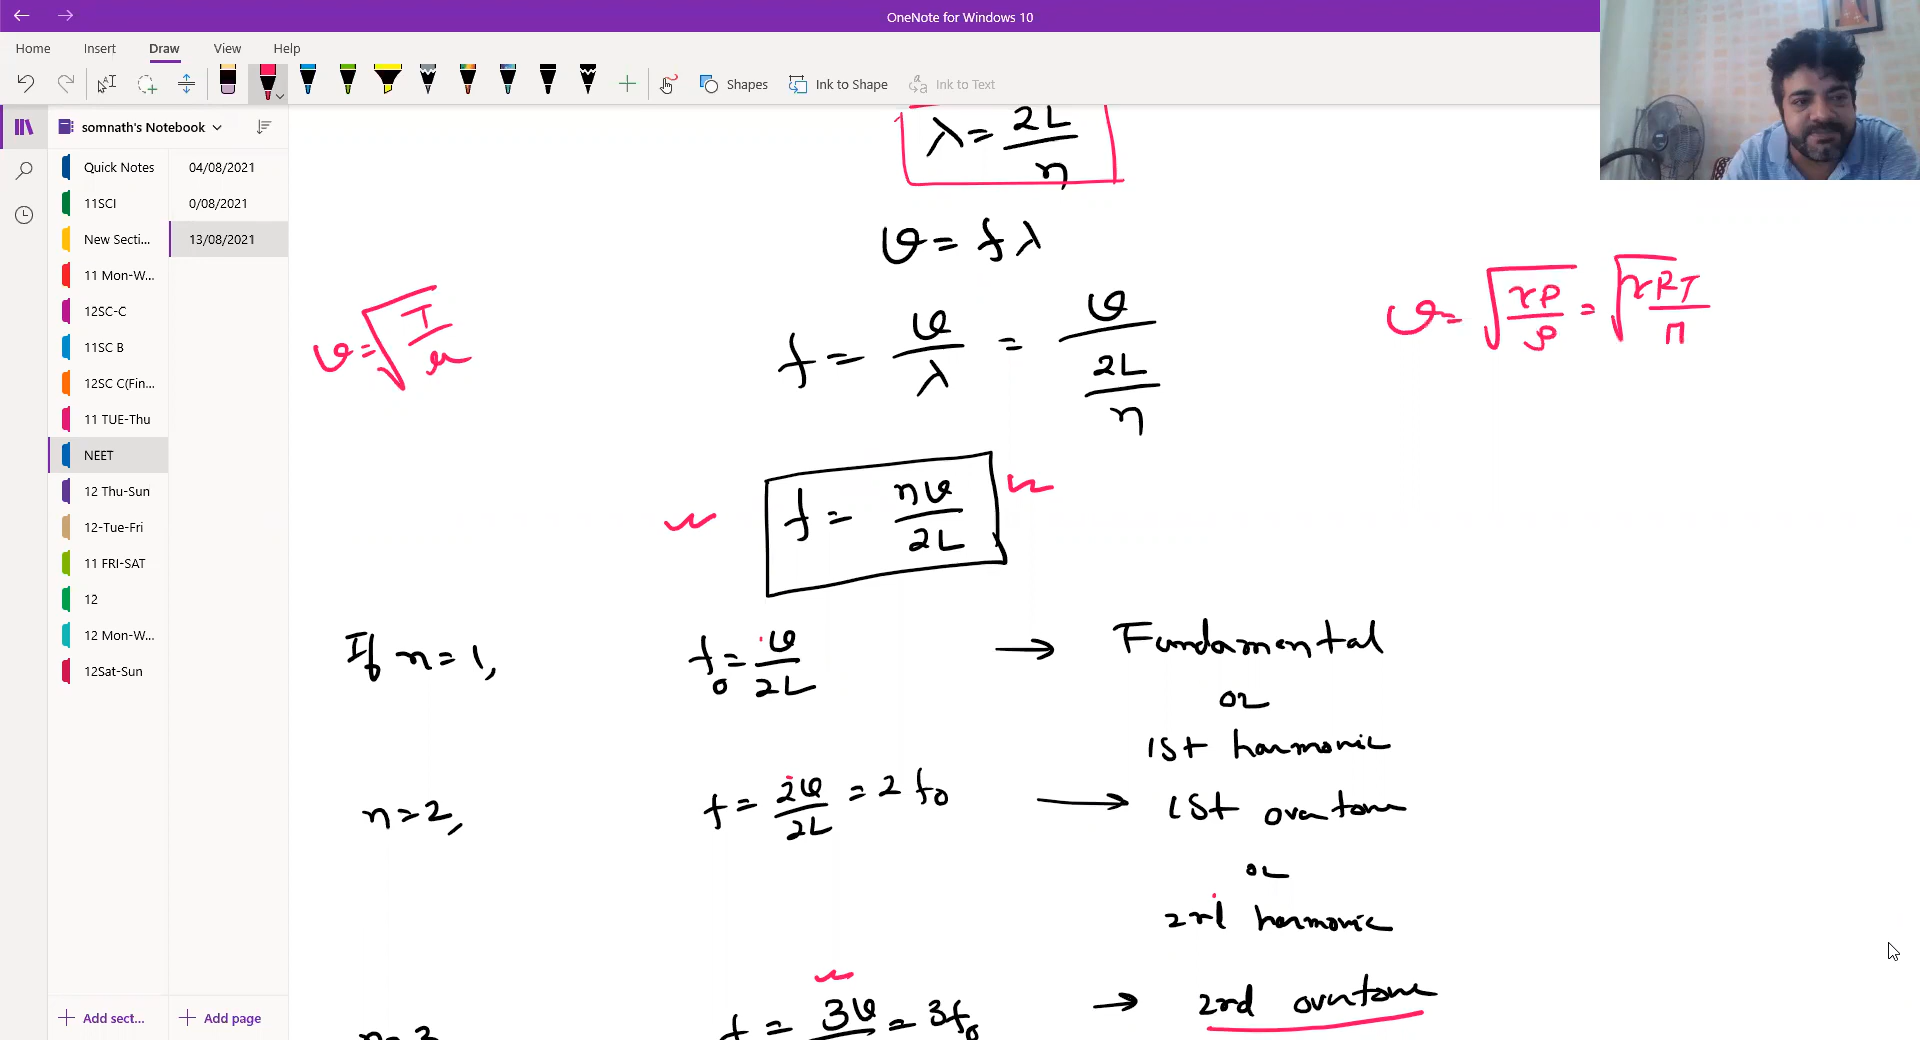 OneNote for Windows 10
Home Insert Draw View Help
Shapes Ink to Shape Ink to Text
somnath's Notebook
Quick Notes
11SCI
New Secti...
11 Mon-W...
12SC-C
11SC B
12SC C(Fin...
11 TUE-Thu
NEET
12 Thu-Sun
12-Tue-Fri
11 FRI-SAT
12
12 Mon-W...
12Sat-Sun
Add sect...
04/08/2021
0/08/2021
13/08/2021
Add page
λ = 2L/n
v = f λ
v = √(T/μ)
f = v/λ = v/(2L/n)
v = √(γP/ρ) = √(γRT/M)
f = nv/2L
If n = 1, f₀ = v/2L → Fundamental
or
1st harmonic
n = 2, f = 2v/2L = 2 f₀ → 1st overtone
or
2nd harmonic
f = 3v = 3f₀ → 2nd overtone